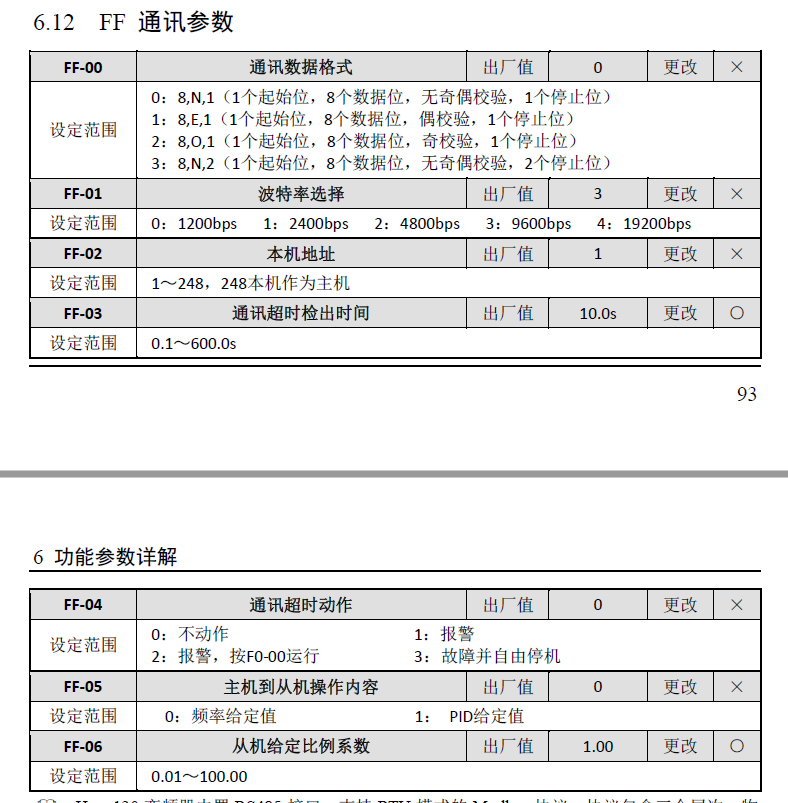 6.12 FF 通讯参数
FF-00 通讯数据格式 出厂值 0 更改 ×
设定范围
0：8,N,1（1个起始位，8个数据位，无奇偶校验，1个停止位）
1：8,E,1（1个起始位，8个数据位，偶校验，1个停止位）
2：8,O,1（1个起始位，8个数据位，奇校验，1个停止位）
3：8,N,2（1个起始位，8个数据位，无奇偶校验，2个停止位）
FF-01 波特率选择 出厂值 3 更改 ×
设定范围 0：1200bps 1：2400bps 2：4800bps 3：9600bps 4：19200bps
FF-02 本机地址 出厂值 1 更改 ×
设定范围 1～248，248本机作为主机
FF-03 通讯超时检出时间 出厂值 10.0s 更改 ○
设定范围 0.1～600.0s
93
6 功能参数详解
FF-04 通讯超时动作 出厂值 0 更改 ×
设定范围
0：不动作 1：报警
2：报警，按F0-00运行 3：故障并自由停机
FF-05 主机到从机操作内容 出厂值 0 更改 ×
设定范围 0：频率给定值 1： PID给定值
FF-06 从机给定比例系数 出厂值 1.00 更改 ○
设定范围 0.01～100.00